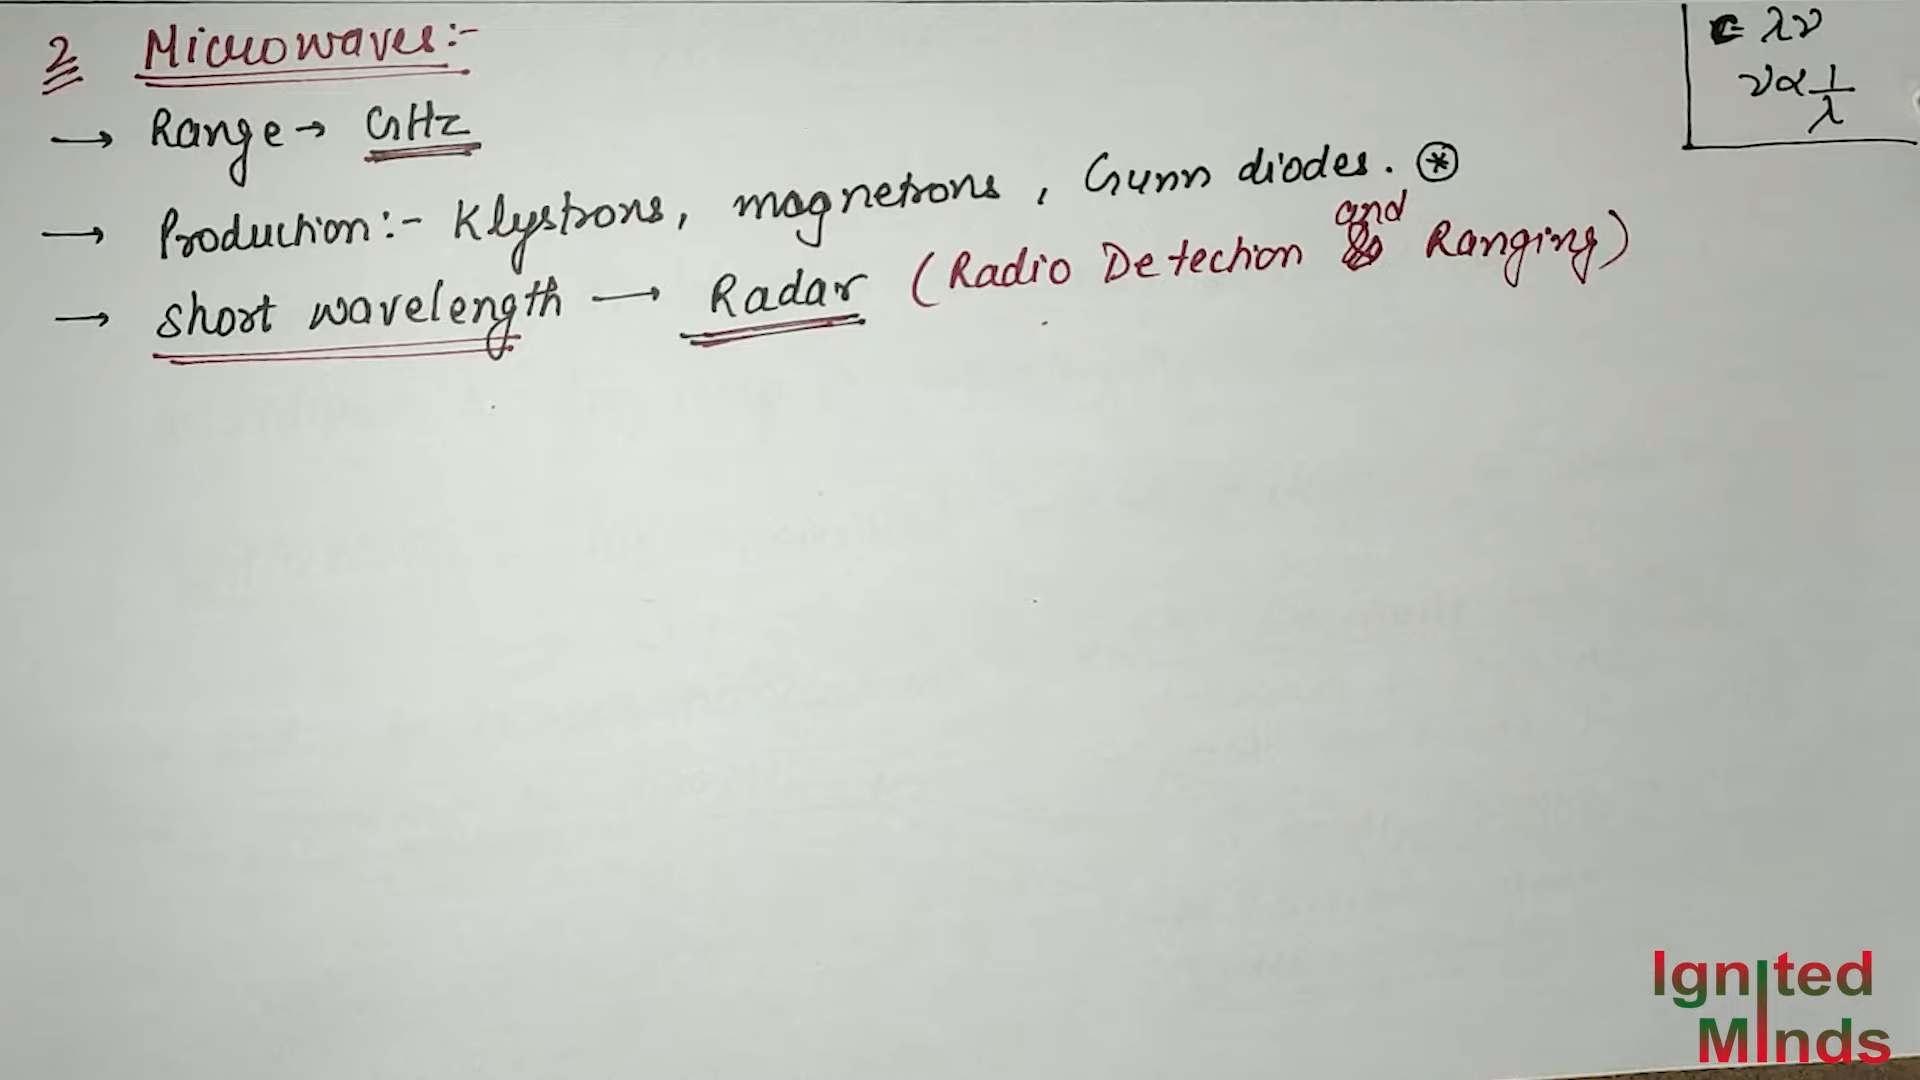 2 Microwaves:-
→ Range → GHz
→ Production:- Klystrons, magnetrons, Gunn diodes. ⊛
→ short wavelength → Radar (Radio Detection and Ranging)
c = λν
ν ∝ 1/λ
Ignited
Minds